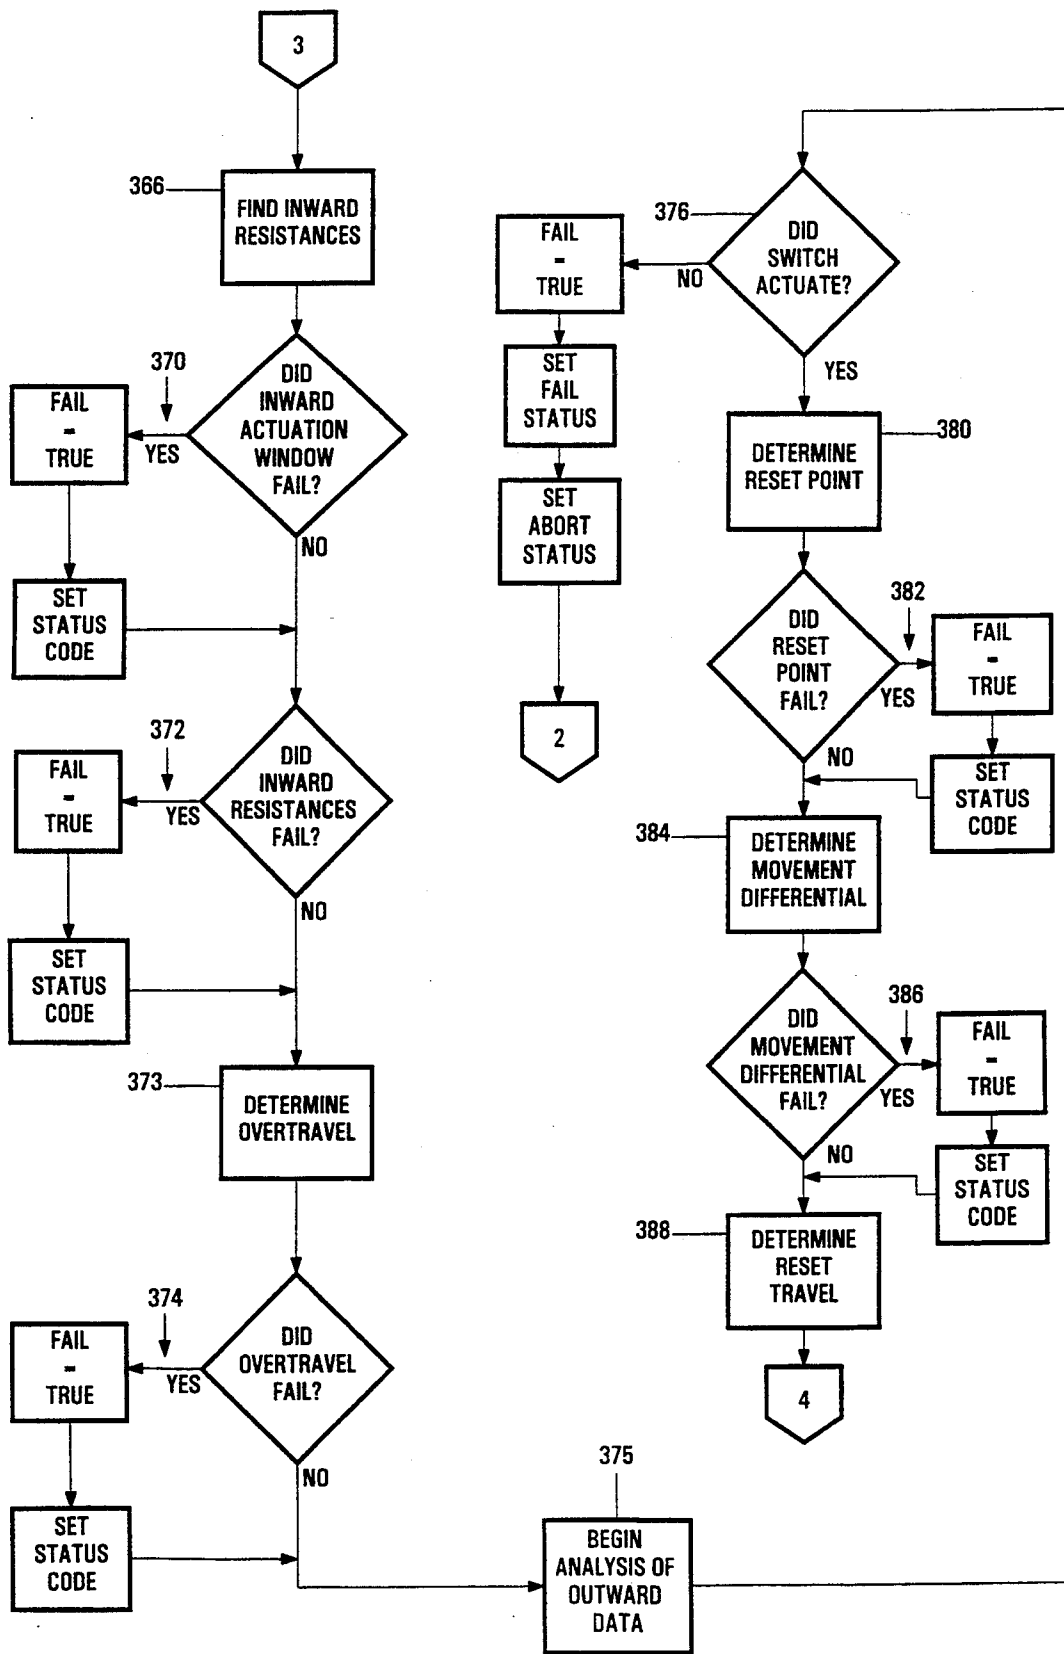 3
366
FIND INWARD
RESISTANCES
370
DID
INWARD
ACTUATION
WINDOW
FAIL?
YES
FAIL
=
TRUE
NO
SET
STATUS
CODE
372
DID
INWARD
RESISTANCES
FAIL?
YES
FAIL
=
TRUE
NO
SET
STATUS
CODE
373
DETERMINE
OVERTRAVEL
374
DID
OVERTRAVEL
FAIL?
YES
FAIL
=
TRUE
NO
SET
STATUS
CODE
375
BEGIN
ANALYSIS OF
OUTWARD
DATA
376
DID
SWITCH
ACTUATE?
NO
FAIL
=
TRUE
SET
FAIL
STATUS
SET
ABORT
STATUS
2
YES
380
DETERMINE
RESET POINT
382
DID
RESET
POINT
FAIL?
YES
FAIL
=
TRUE
NO
SET
STATUS
CODE
384
DETERMINE
MOVEMENT
DIFFERENTIAL
386
DID
MOVEMENT
DIFFERENTIAL
FAIL?
YES
FAIL
=
TRUE
NO
SET
STATUS
CODE
388
DETERMINE
RESET
TRAVEL
4